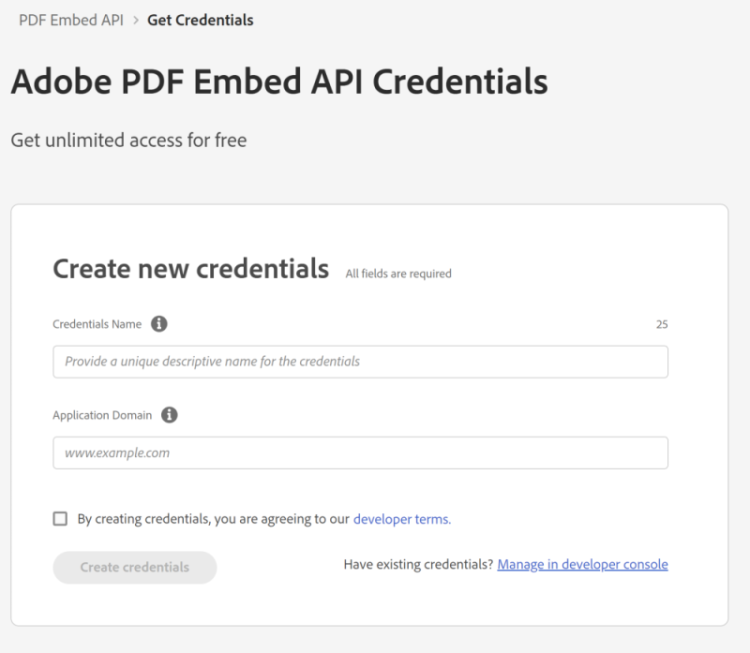 PDF Embed API > Get Credentials
Adobe PDF Embed API Credentials
Get unlimited access for free
Create new credentials All fields are required
Credentials Name 25
Provide a unique descriptive name for the credentials
Application Domain
www.example.com
By creating credentials, you are agreeing to our developer terms.
Create credentials Have existing credentials? Manage in developer console